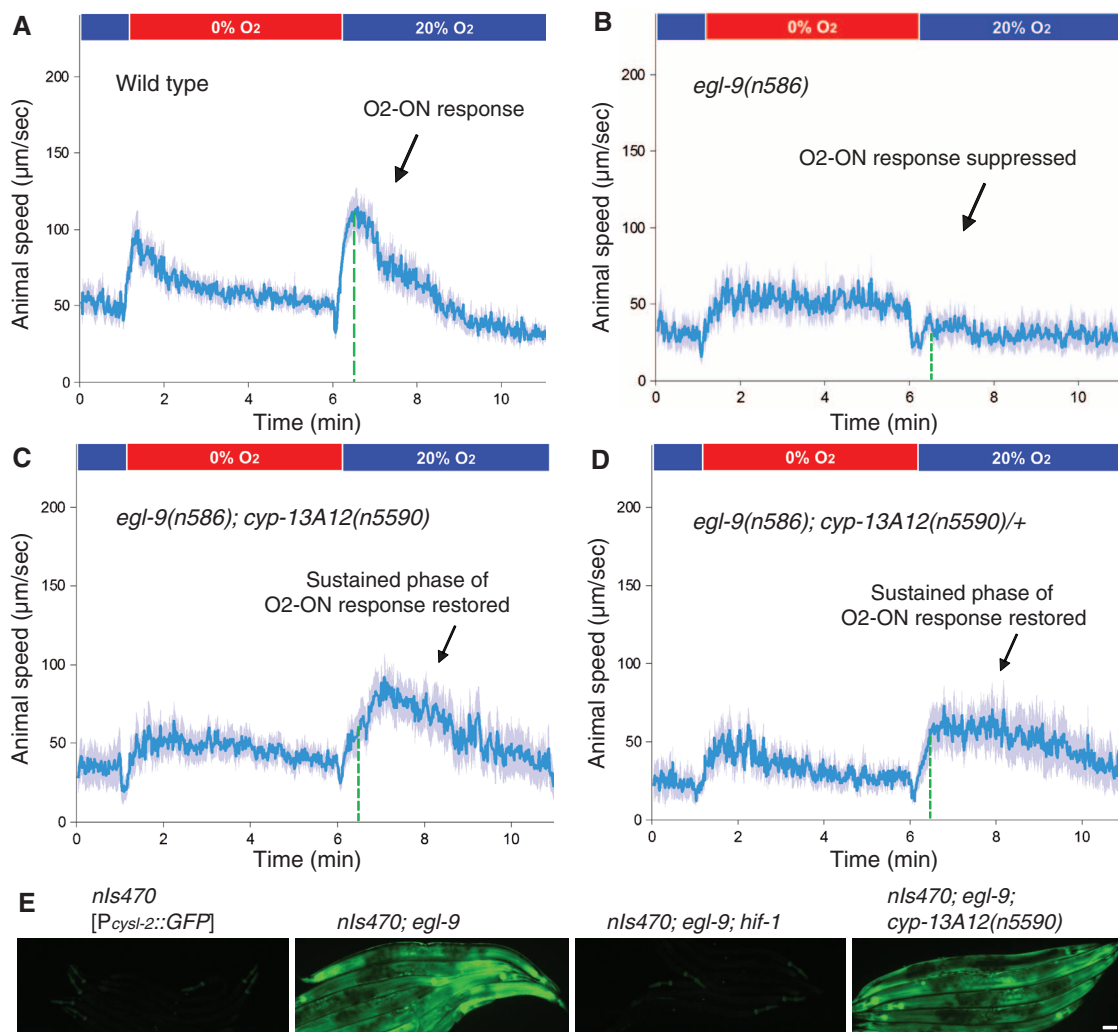 A
0% O2
20% O2
Wild type
O2-ON response
Animal speed (µm/sec)
200
150
100
50
0
0
2
4
6
8
10
Time (min)
B
0% O2
20% O2
egl-9(n586)
O2-ON response suppressed
Animal speed (µm/sec)
200
150
100
50
0
0
2
4
6
8
10
Time (min)
C
0% O2
20% O2
egl-9(n586); cyp-13A12(n5590)
Sustained phase of
O2-ON response restored
Animal speed (µm/sec)
200
150
100
50
0
0
2
4
6
8
10
Time (min)
D
0% O2
20% O2
egl-9(n586); cyp-13A12(n5590)/+
Sustained phase of
O2-ON response restored
Animal speed (µm/sec)
200
150
100
50
0
0
2
4
6
8
10
Time (min)
E
nIs470
[Pcysl-2::GFP]
nIs470; egl-9
nIs470; egl-9; hif-1
nIs470; egl-9;
cyp-13A12(n5590)